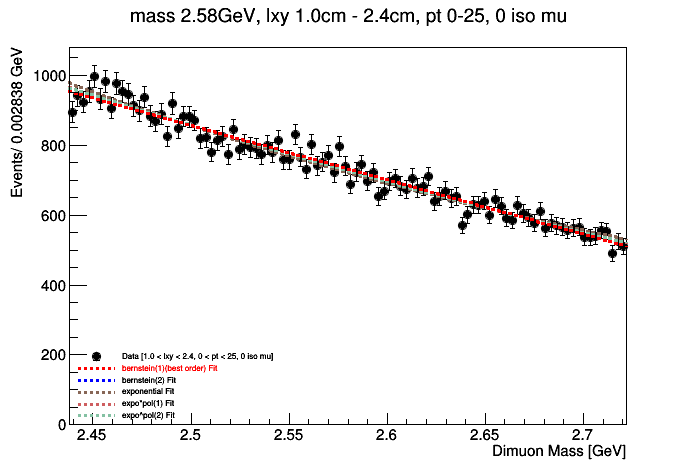 mass 2.58GeV, lxy 1.0cm - 2.4cm, pt 0-25, 0 iso mu
Events/ 0.002838 GeV
1000
800
600
400
200
0
Data [1.0 < lxy < 2.4, 0 < pt < 25, 0 iso mu]
bernstein(1)(best order) Fit
bernstein(2) Fit
exponential Fit
expo*pol(1) Fit
expo^pol(2) Fit
2.45 2.5 2.55 2.6 2.65 2.7
Dimuon Mass [GeV]